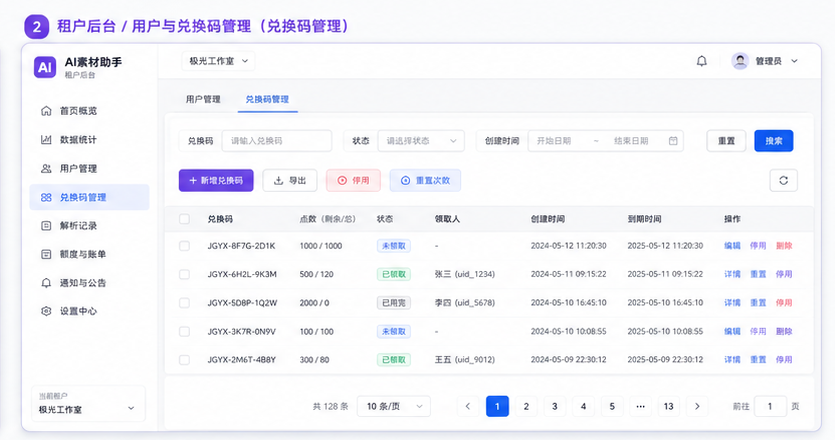 2 租户后台 / 用户与兑换码管理（兑换码管理）
AI AI素材助手
租户后台
极光工作室
管理员
首页概览
数据统计
用户管理
兑换码管理
解析记录
额度与账单
通知与公告
设置中心
当前租户
极光工作室
用户管理 兑换码管理
兑换码 请输入兑换码 状态 请选择状态 创建时间 开始日期 ~ 结束日期 重置 搜索
+ 新增兑换码 导出 停用 重置次数
兑换码 点数（剩余/总） 状态 领取人 创建时间 到期时间 操作
JGYX-8F7G-2D1K 1000 / 1000 未领取 - 2024-05-12 11:20:30 2025-05-12 11:20:30 编辑 停用 删除
JGYX-6H2L-9K3M 500 / 120 已领取 张三 (uid_1234) 2024-05-11 09:15:22 2025-05-11 09:15:22 详情 重置 停用
JGYX-5D8P-1Q2W 2000 / 0 已用完 李四 (uid_5678) 2024-05-10 16:45:10 2025-05-10 16:45:10 详情 重置 停用
JGYX-3K7R-0N9V 100 / 100 未领取 - 2024-05-10 10:08:55 2025-05-10 10:08:55 编辑 停用 删除
JGYX-2M6T-4B8Y 300 / 80 已领取 王五 (uid_9012) 2024-05-09 22:30:12 2025-05-09 22:30:12 详情 重置 停用
共 128 条 10 条/页 1 2 3 4 5 ... 13 前往 1 页